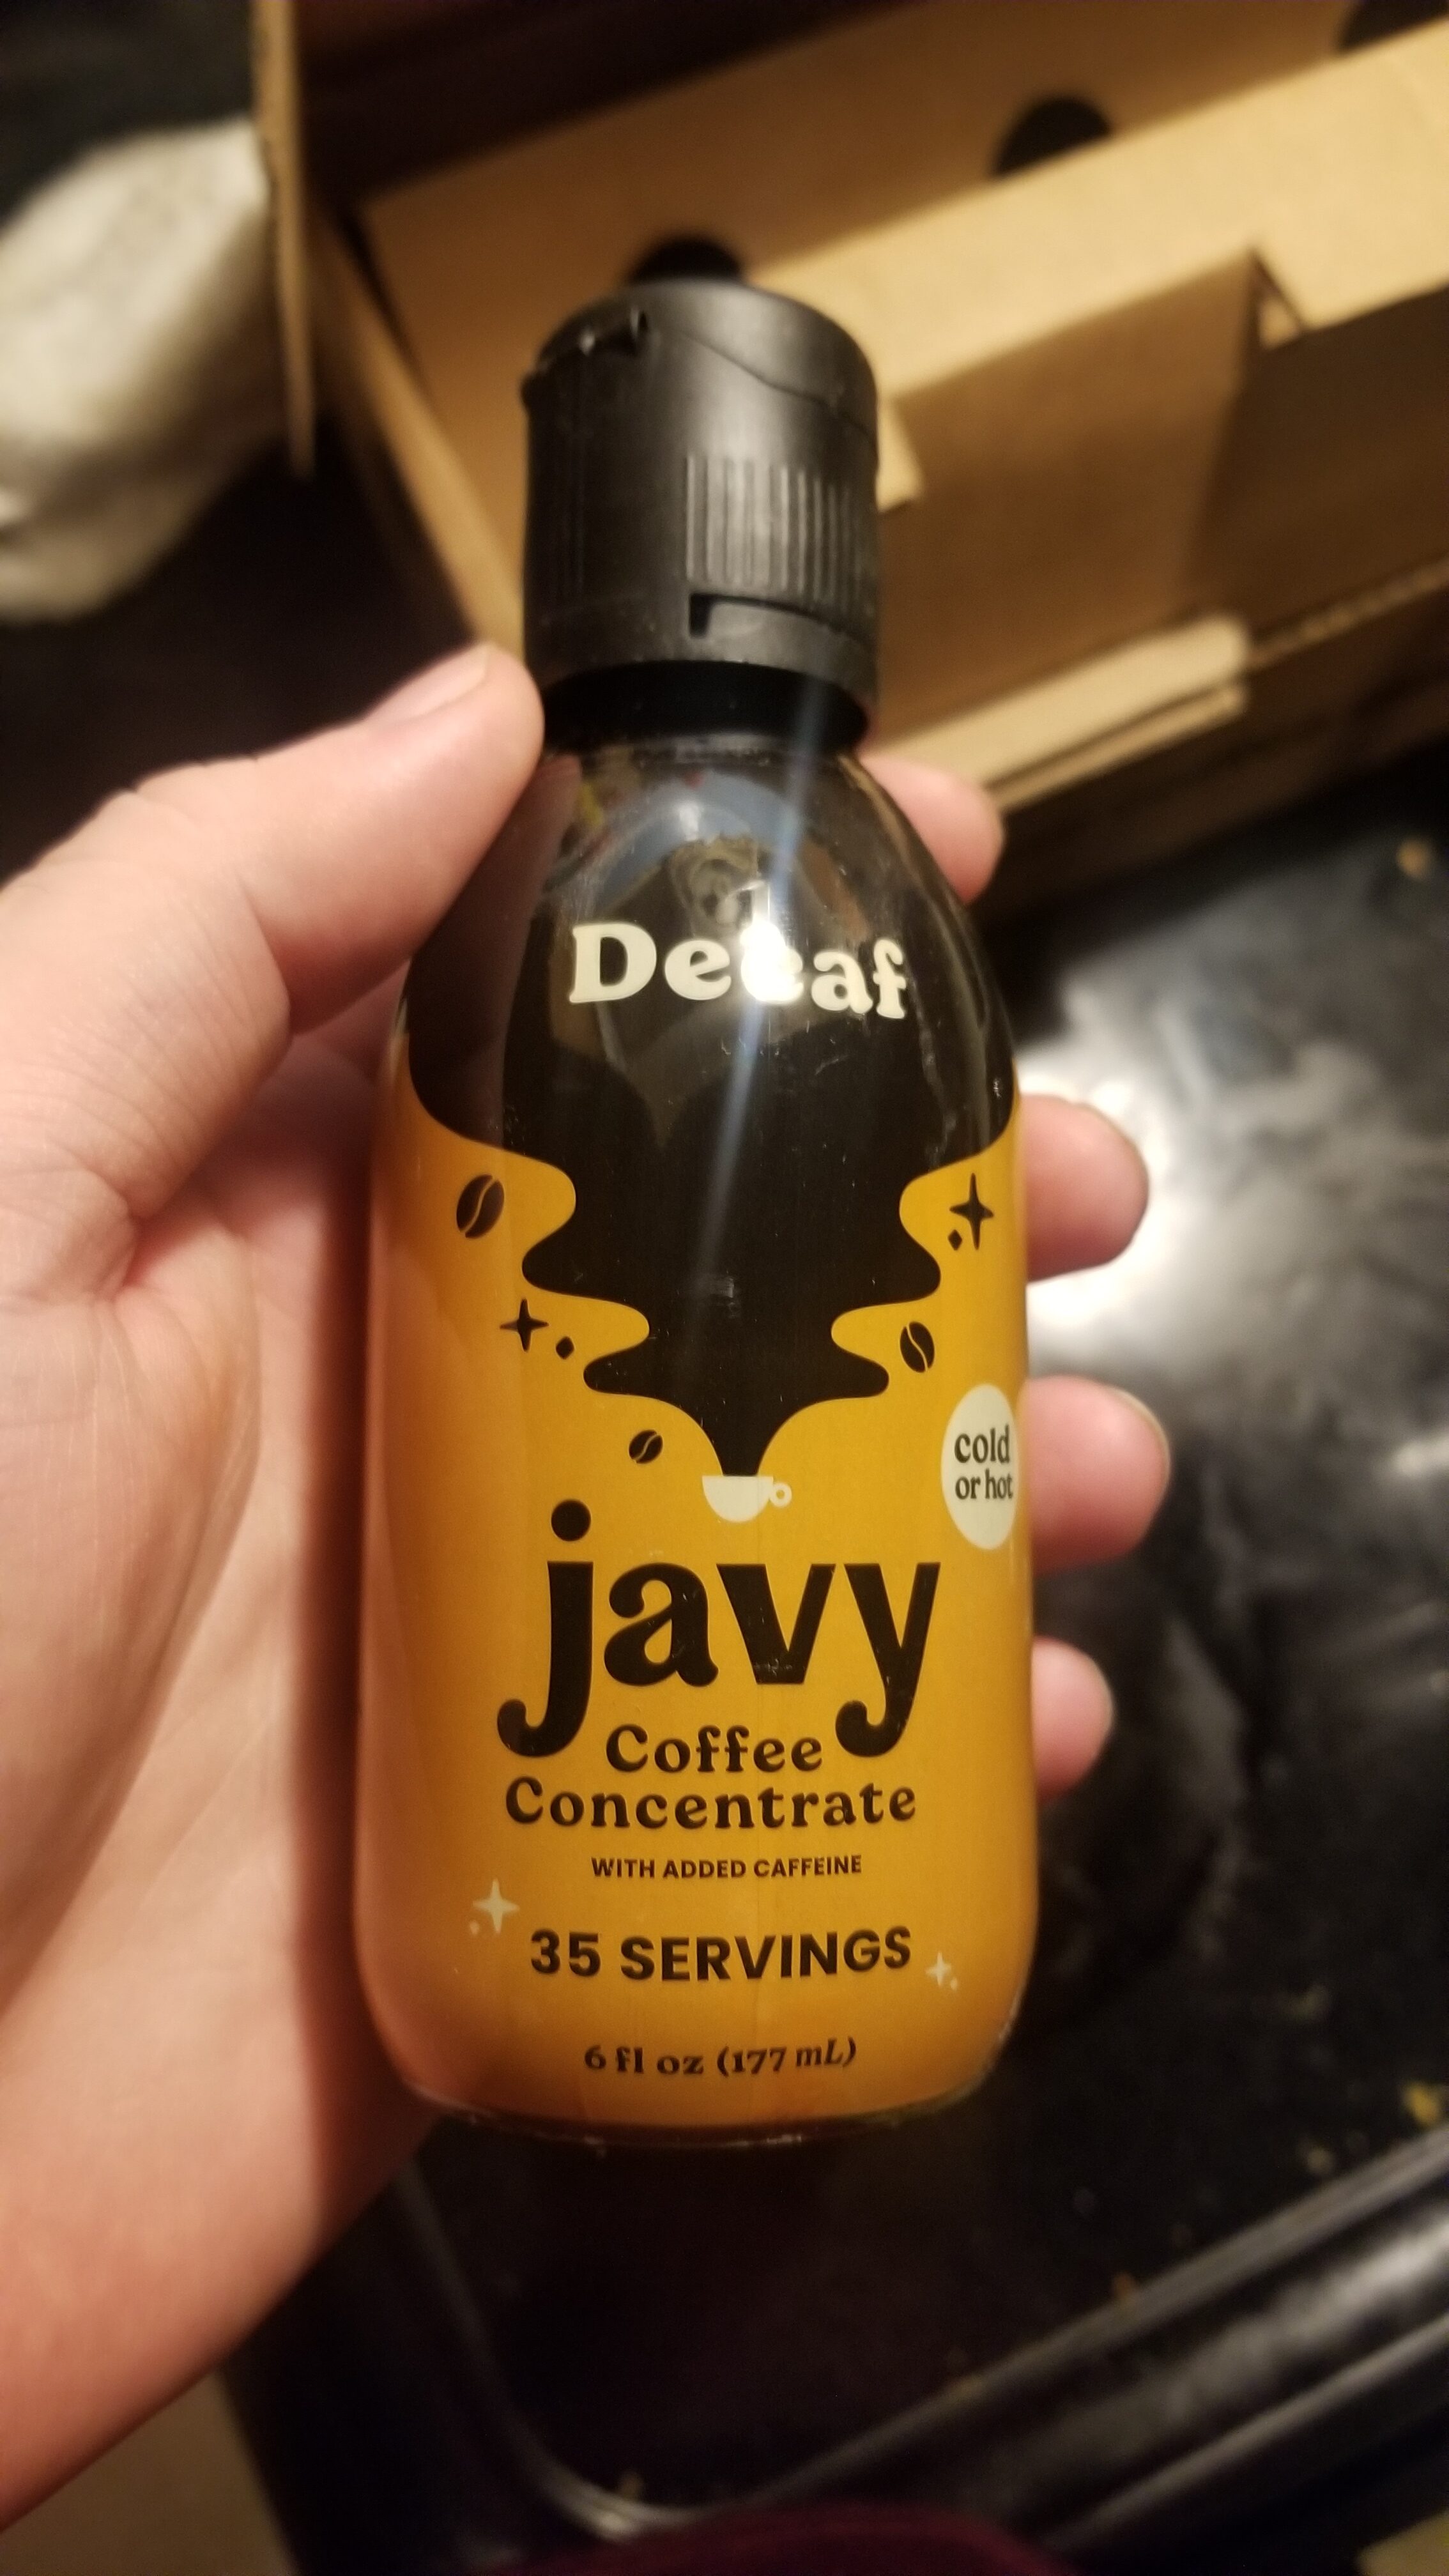 Decaf
cold
or hot
javy
Coffee
Concentrate
WITH ADDED CAFFEINE
35 SERVINGS
6 fl oz (177 mL)